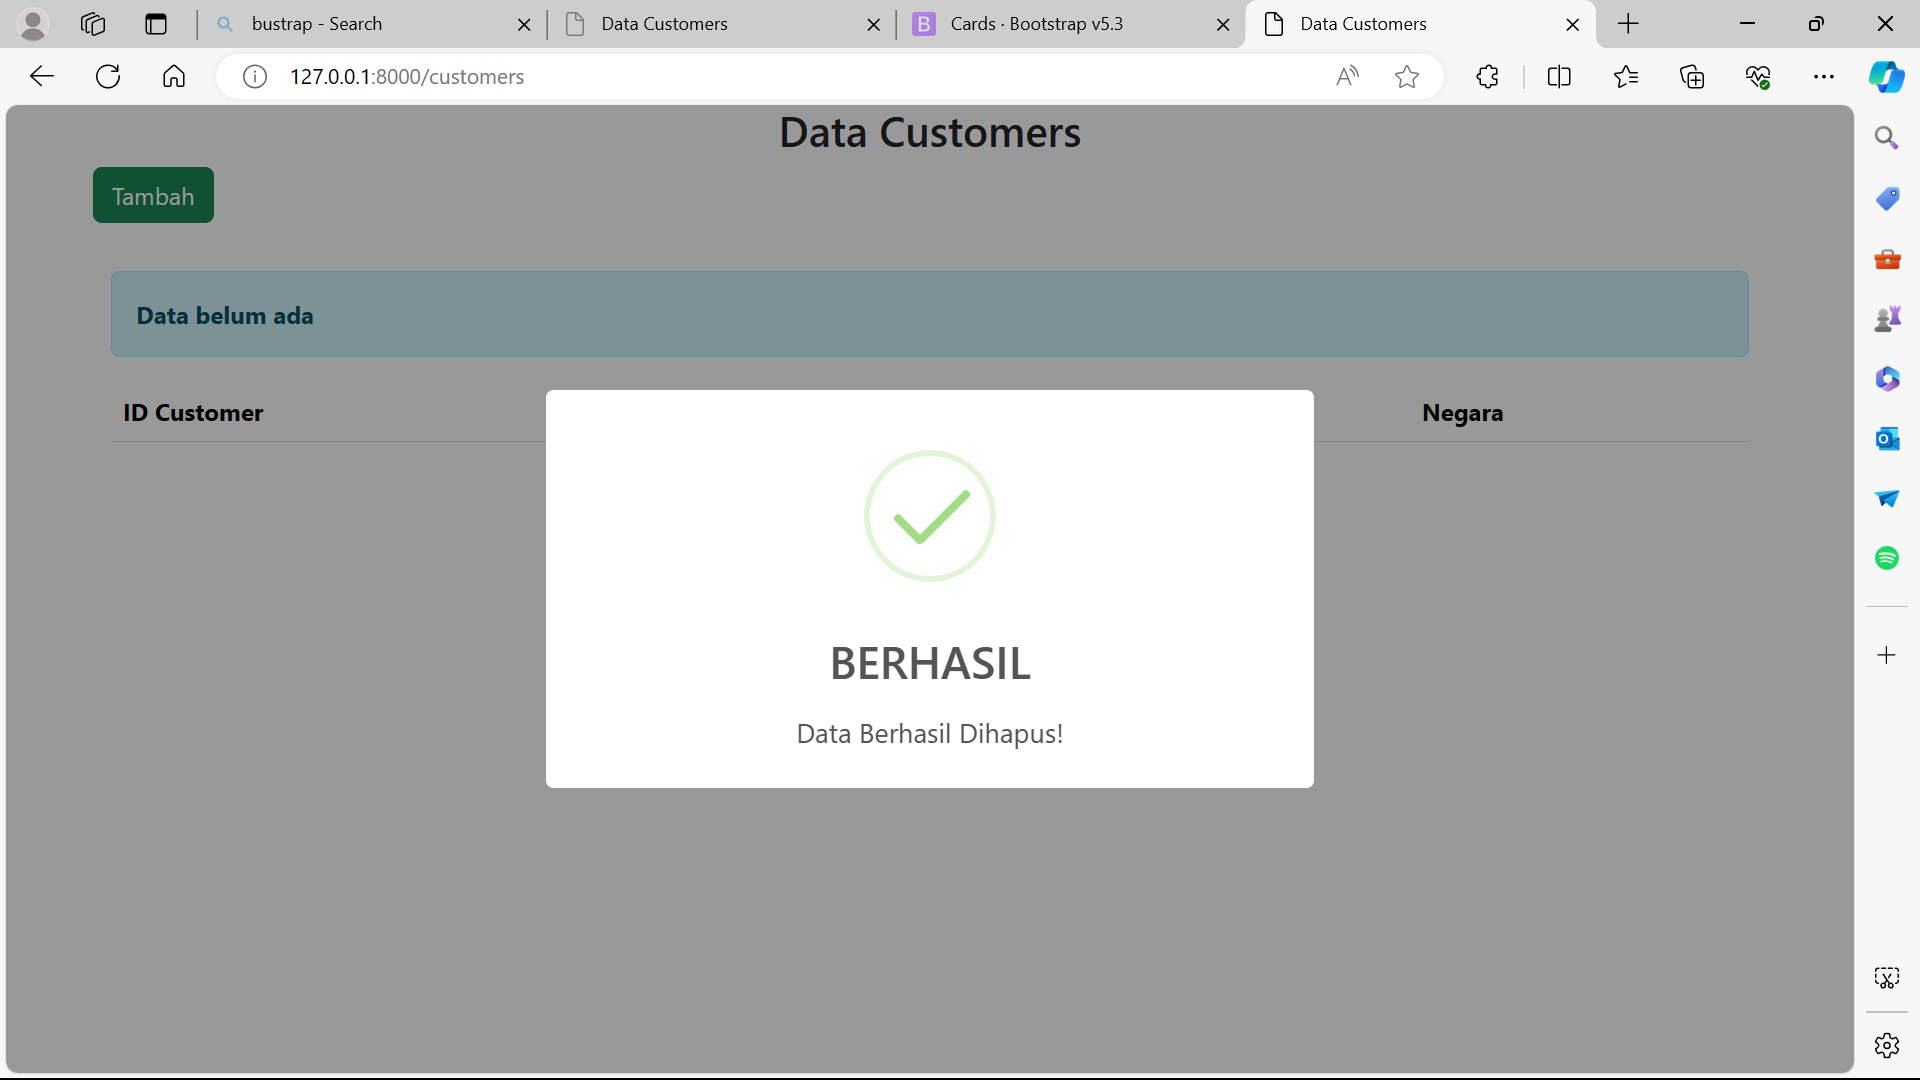 bustrap - Search
Data Customers
Cards · Bootstrap v5.3
Data Customers
127.0.0.1:8000/customers
Data Customers
Tambah
Data belum ada
ID Customer
Negara
BERHASIL
Data Berhasil Dihapus!